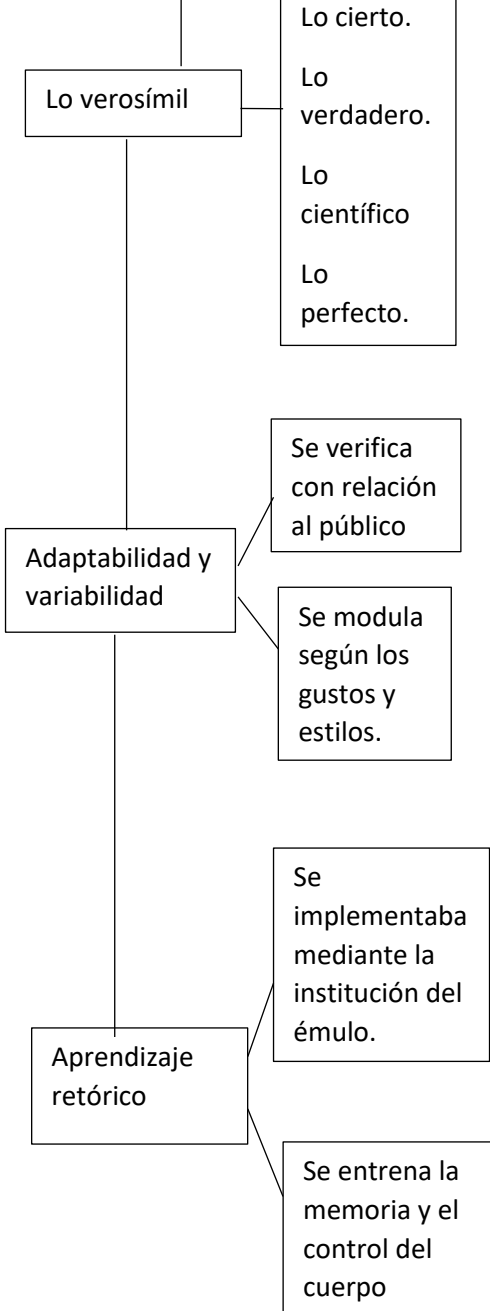 Lo cierto.
Lo verosímil
Lo
verdadero.
Lo
científico
Lo
perfecto.
Se verifica
con relación
al público
Adaptabilidad y
variabilidad
Se modula
según los
gustos y
estilos.
Se
implementaba
mediante la
institución del
émulo.
Aprendizaje
retórico
Se entrena la
memoria y el
control del
cuerpo